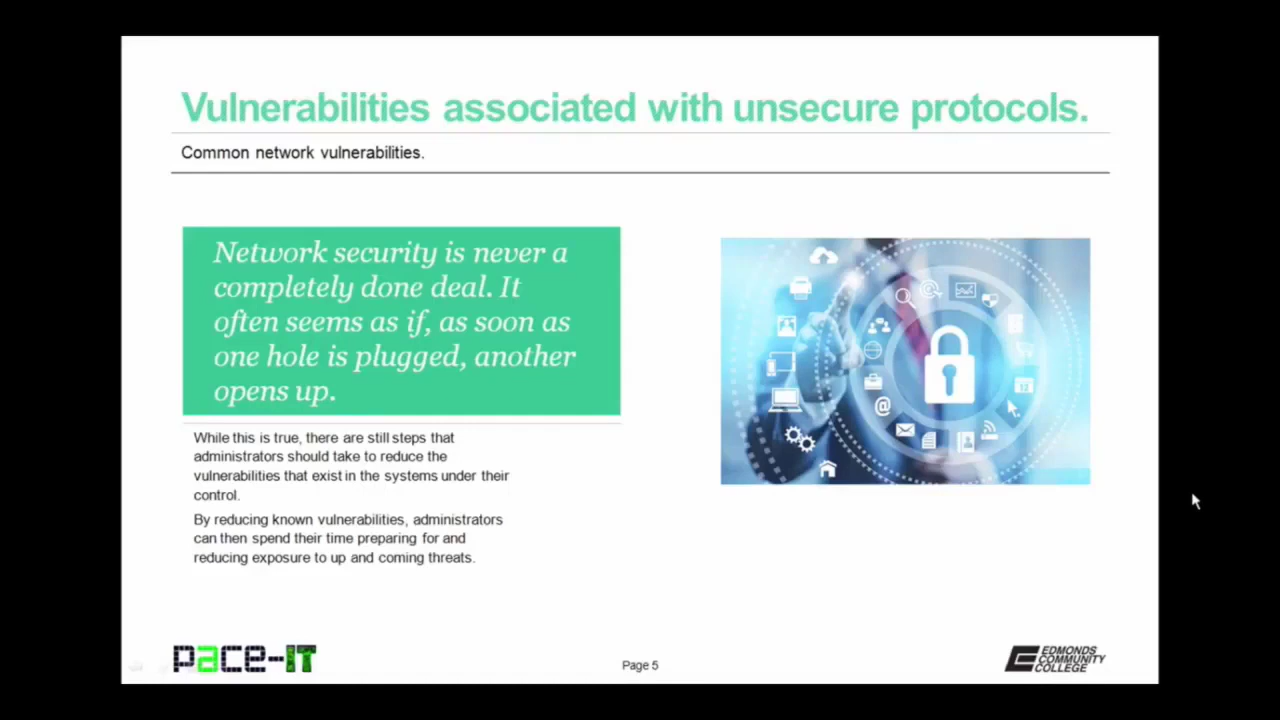 Vulnerabilities associated with unsecure protocols.
Common network vulnerabilities.
Network security is never a
completely done deal. It
often seems as if, as soon as
one hole is plugged, another
opens up.
While this is true, there are still steps that
administrators should take to reduce the
vulnerabilities that exist in the systems under their
control.
By reducing known vulnerabilities, administrators
can then spend their time preparing for and
reducing exposure to up and coming threats.
pace-IT
Page 5
EDMONDS
COMMUNITY
COLLEGE